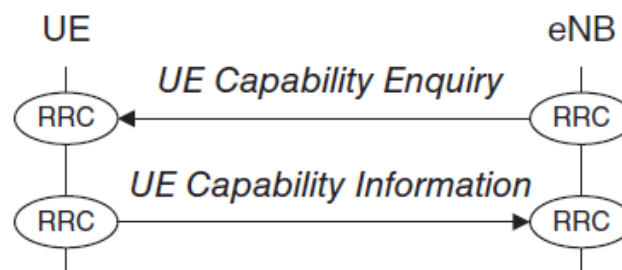 UE eNB
UE Capability Enquiry
RRC RRC
UE Capability Information
RRC RRC